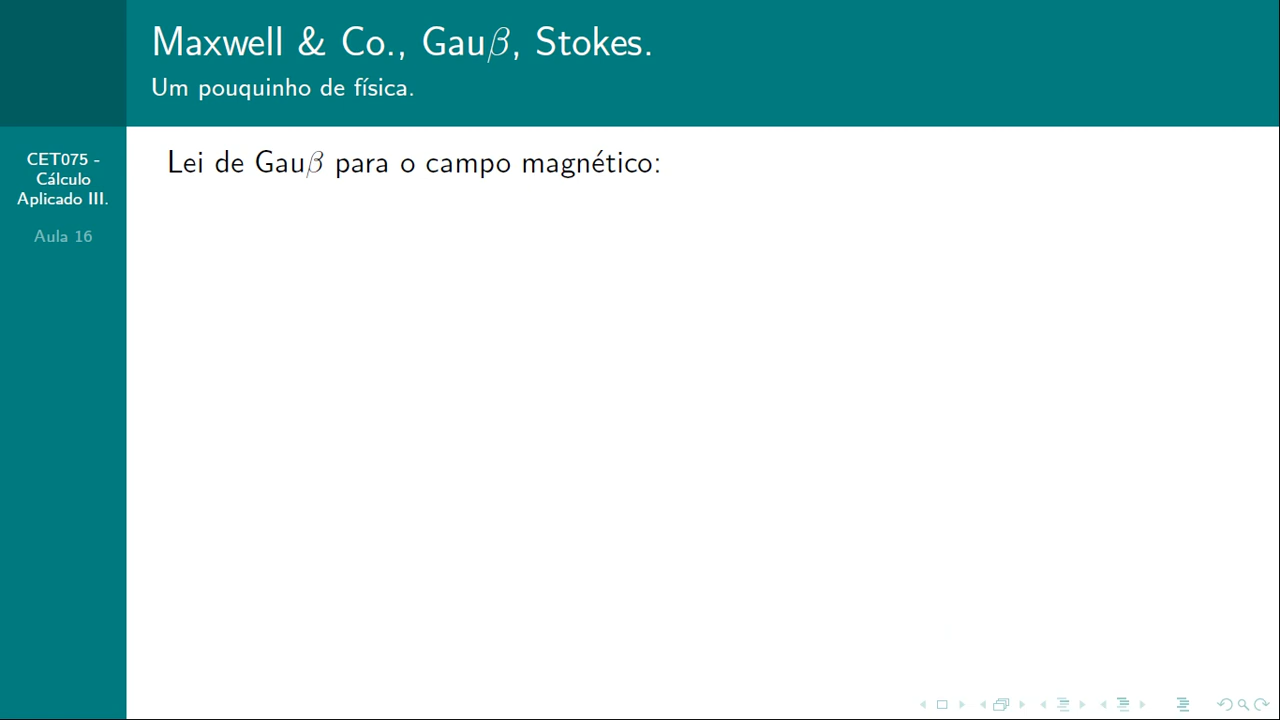 Maxwell & Co., Gauβ, Stokes.
Um pouquinho de física.
CET075 -
Cálculo
Aplicado III.
Aula 16
Lei de Gauβ para o campo magnético: